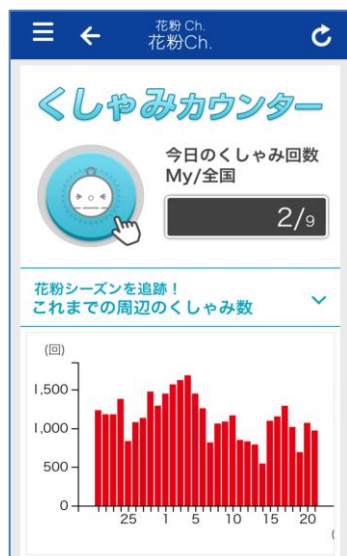 花粉 Ch.
花粉Ch.
くしゃみカウンター
今日のくしゃみ回数
My/全国
2/9
花粉シーズンを追跡！
これまでの周辺のくしゃみ数
(回)
1,500
1,000
500
0
25 1 5 10 15 20
(